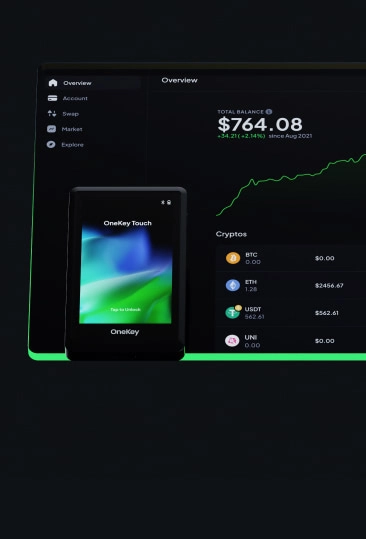 Overview
Account
Swap
Market
Explore
Overview
TOTAL BALANCE
$764.08
+34.21 (+2.14%) since Aug 2021
Cryptos
BTC $0.00
0.00
ETH $2456.67
1.28
USDT $562.61
562.61
UNI $0.00
0.00
OneKey Touch
Tap to Unlock
OneKey